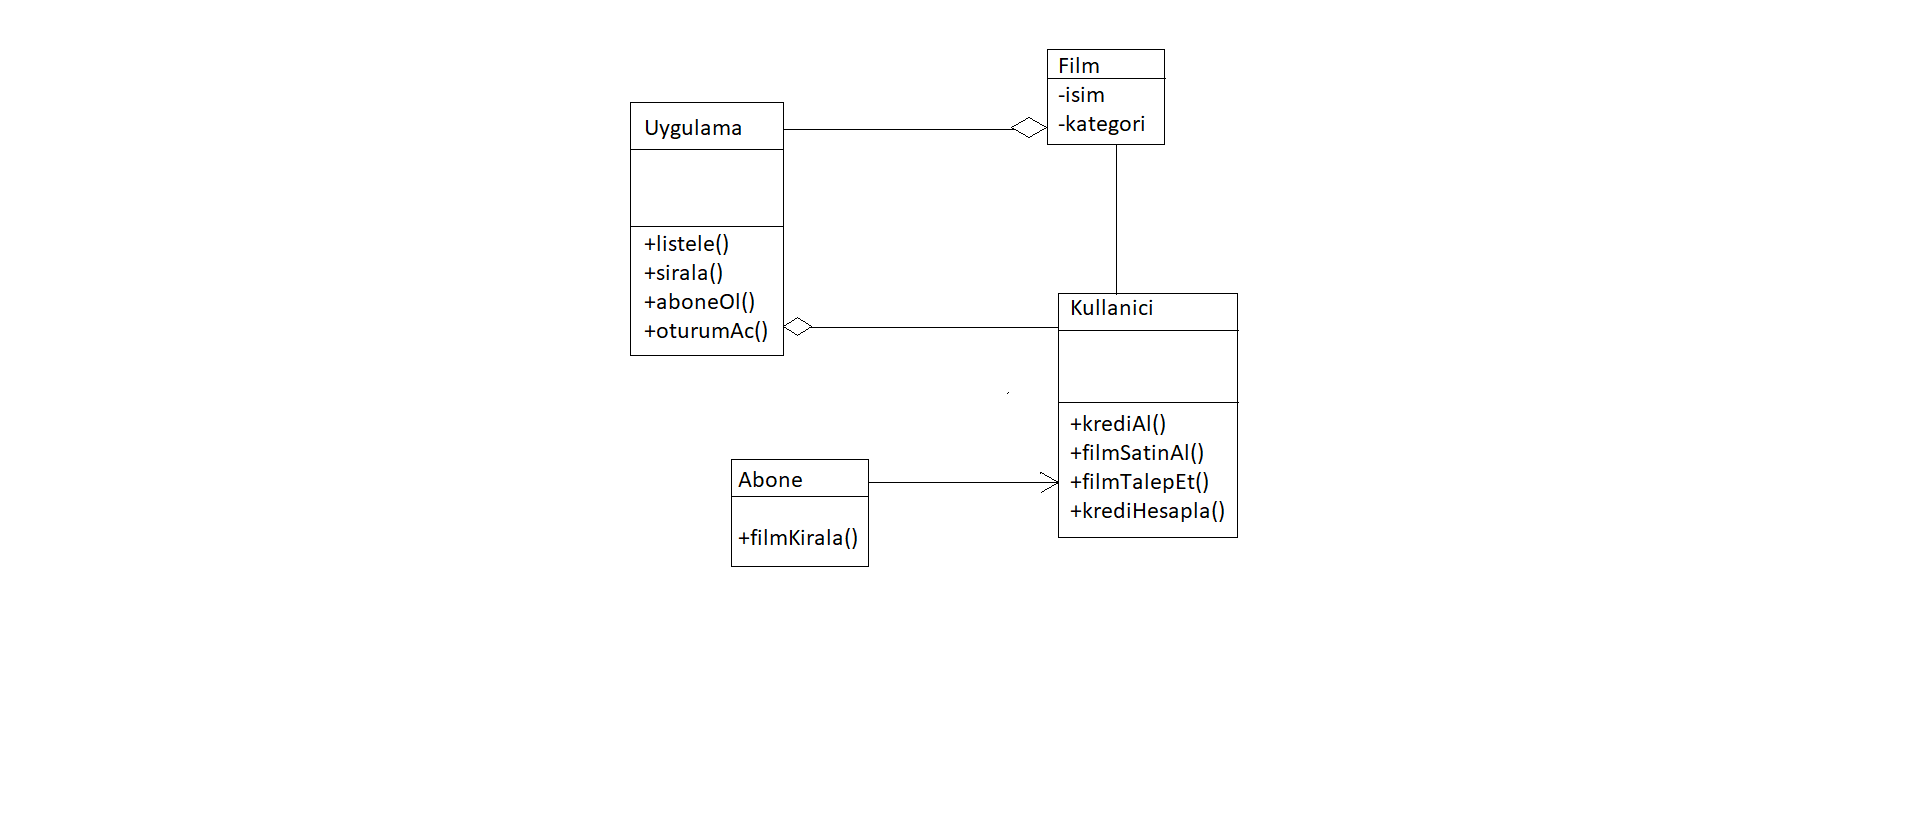 Film
-isim
-kategori
Uygulama
+listele()
+sirala()
+aboneOl()
+oturumAc()
Kullanici
+krediAl()
+filmSatinAl()
+filmTalepEt()
+krediHesapla()
Abone
+filmKirala()